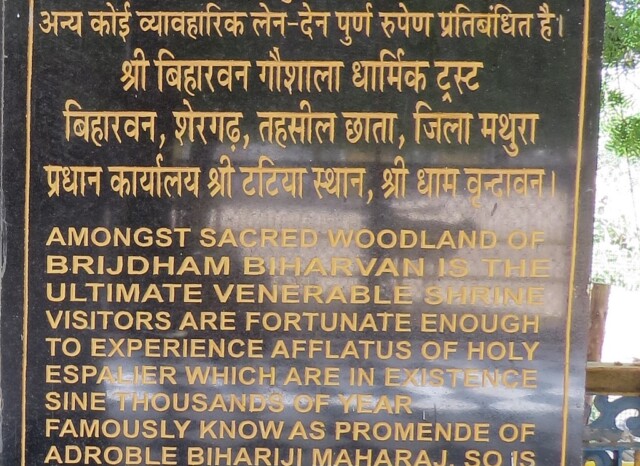 अन्य कोई व्यावहारिक लेन-देन पुर्ण रुपेण प्रतिबंधित है।
श्री बिहारवन गौशाला धार्मिक ट्रस्ट
बिहारवन, शेरगढ़, तहसील छाता, जिला मथुरा
प्रधान कार्यालय श्री टटिया स्थान, श्री धाम वृन्दावन।
AMONGST SACRED WOODLAND OF
BRIJDHAM BIHARVAN IS THE
ULTIMATE VENERABLE SHRINE
VISITORS ARE FORTUNATE ENOUGH
TO EXPERIENCE AFFLATUS OF HOLY
ESPALIER WHICH ARE IN EXISTENCE
SINE THOUSANDS OF YEAR
FAMOUSLY KNOW AS PROMENDE OF
ADROBLE BIHARIJI MAHARAJ, SO IS